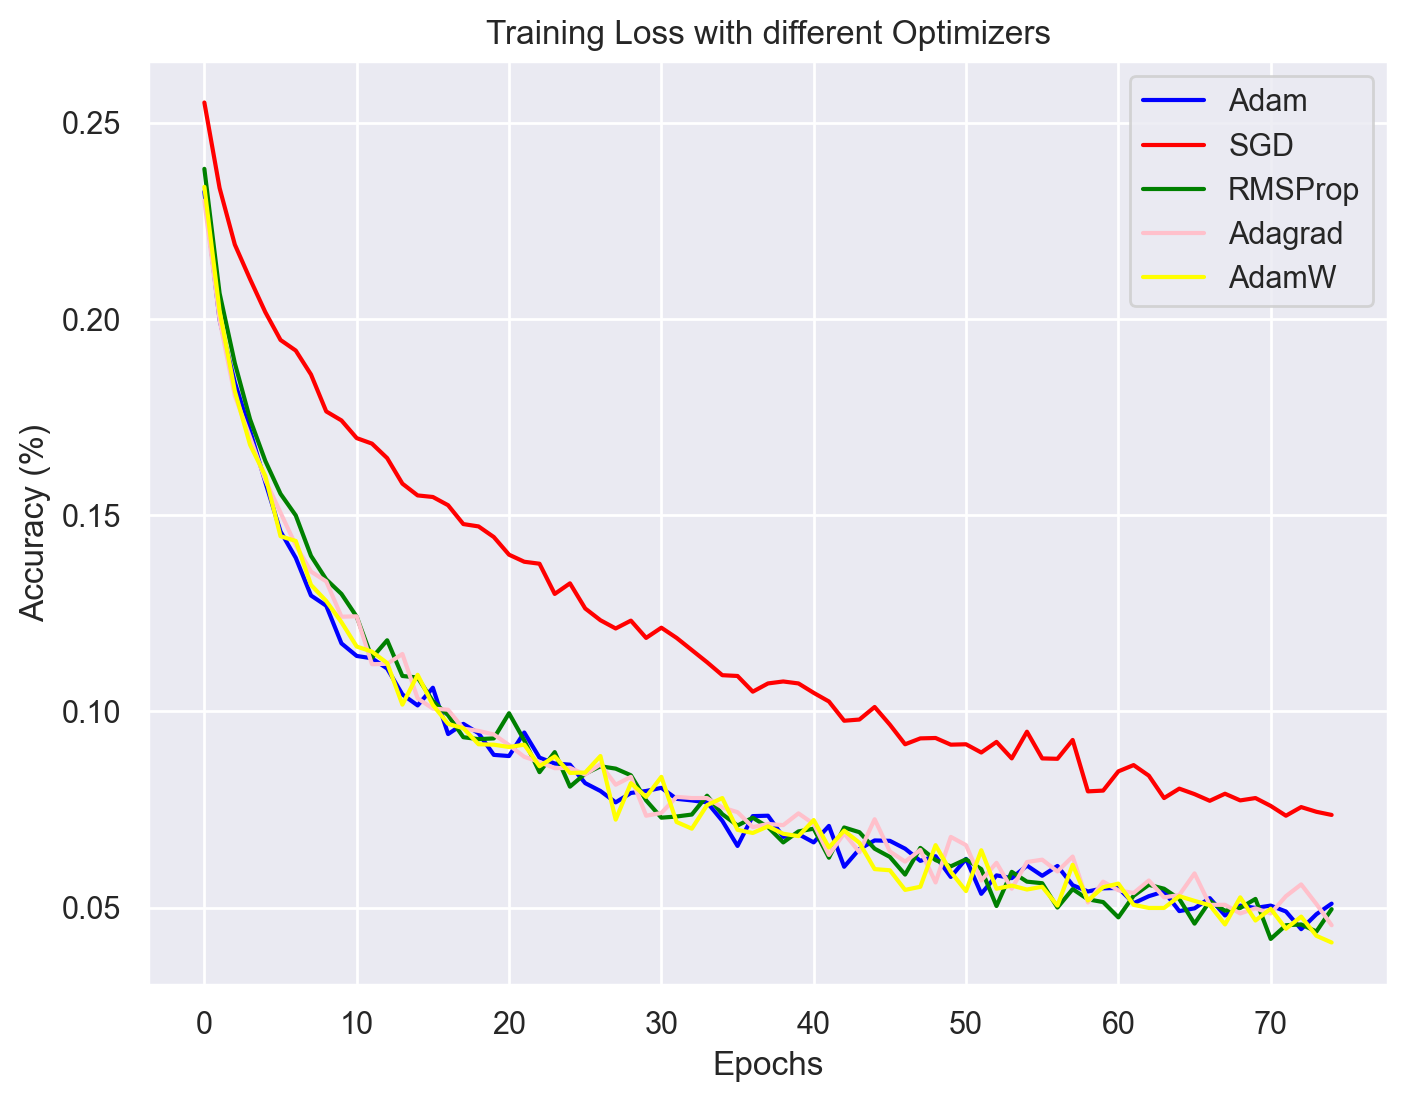 Training Loss with different Optimizers
Adam
SGD
RMSProp
Adagrad
AdamW
0.25
0.20
0.15
0.10
0.05
Accuracy (%)
0 10 20 30 40 50 60 70
Epochs